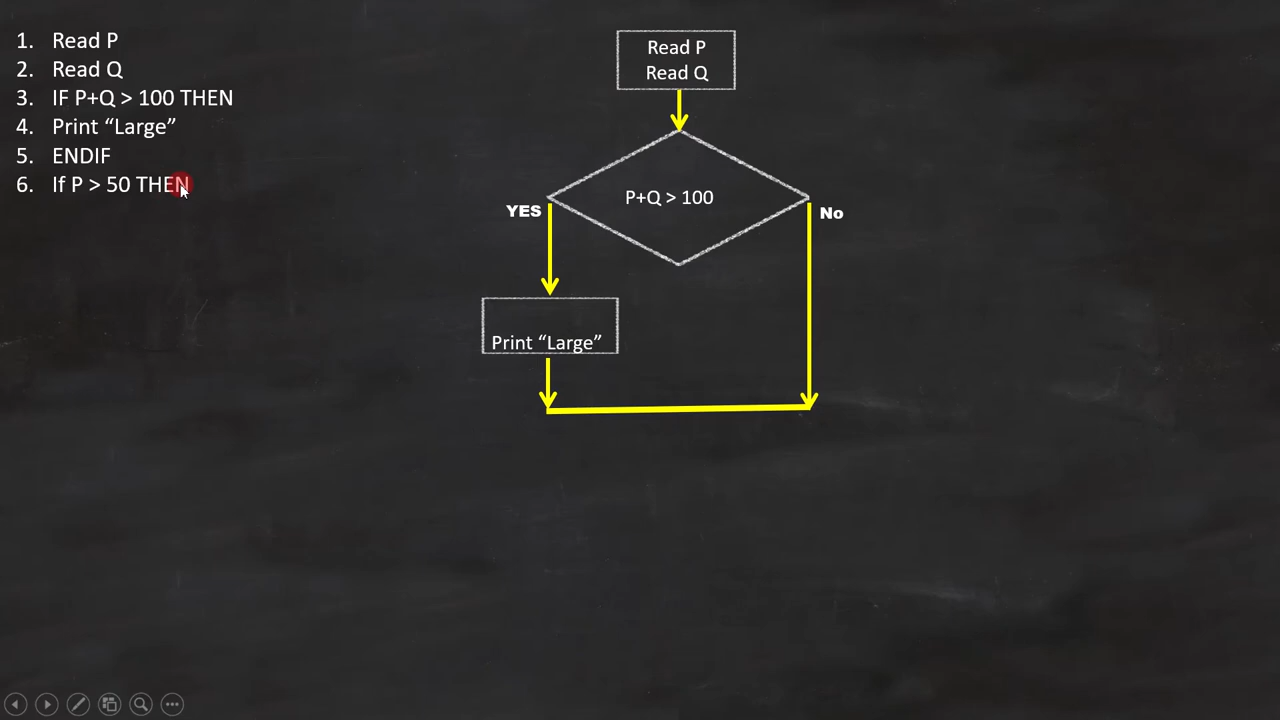 1. Read P
2. Read Q
3. IF P+Q > 100 THEN
4. Print “Large”
5. ENDIF
6. If P > 50 THEN
Read P
Read Q
P+Q > 100
YES
No
Print “Large”